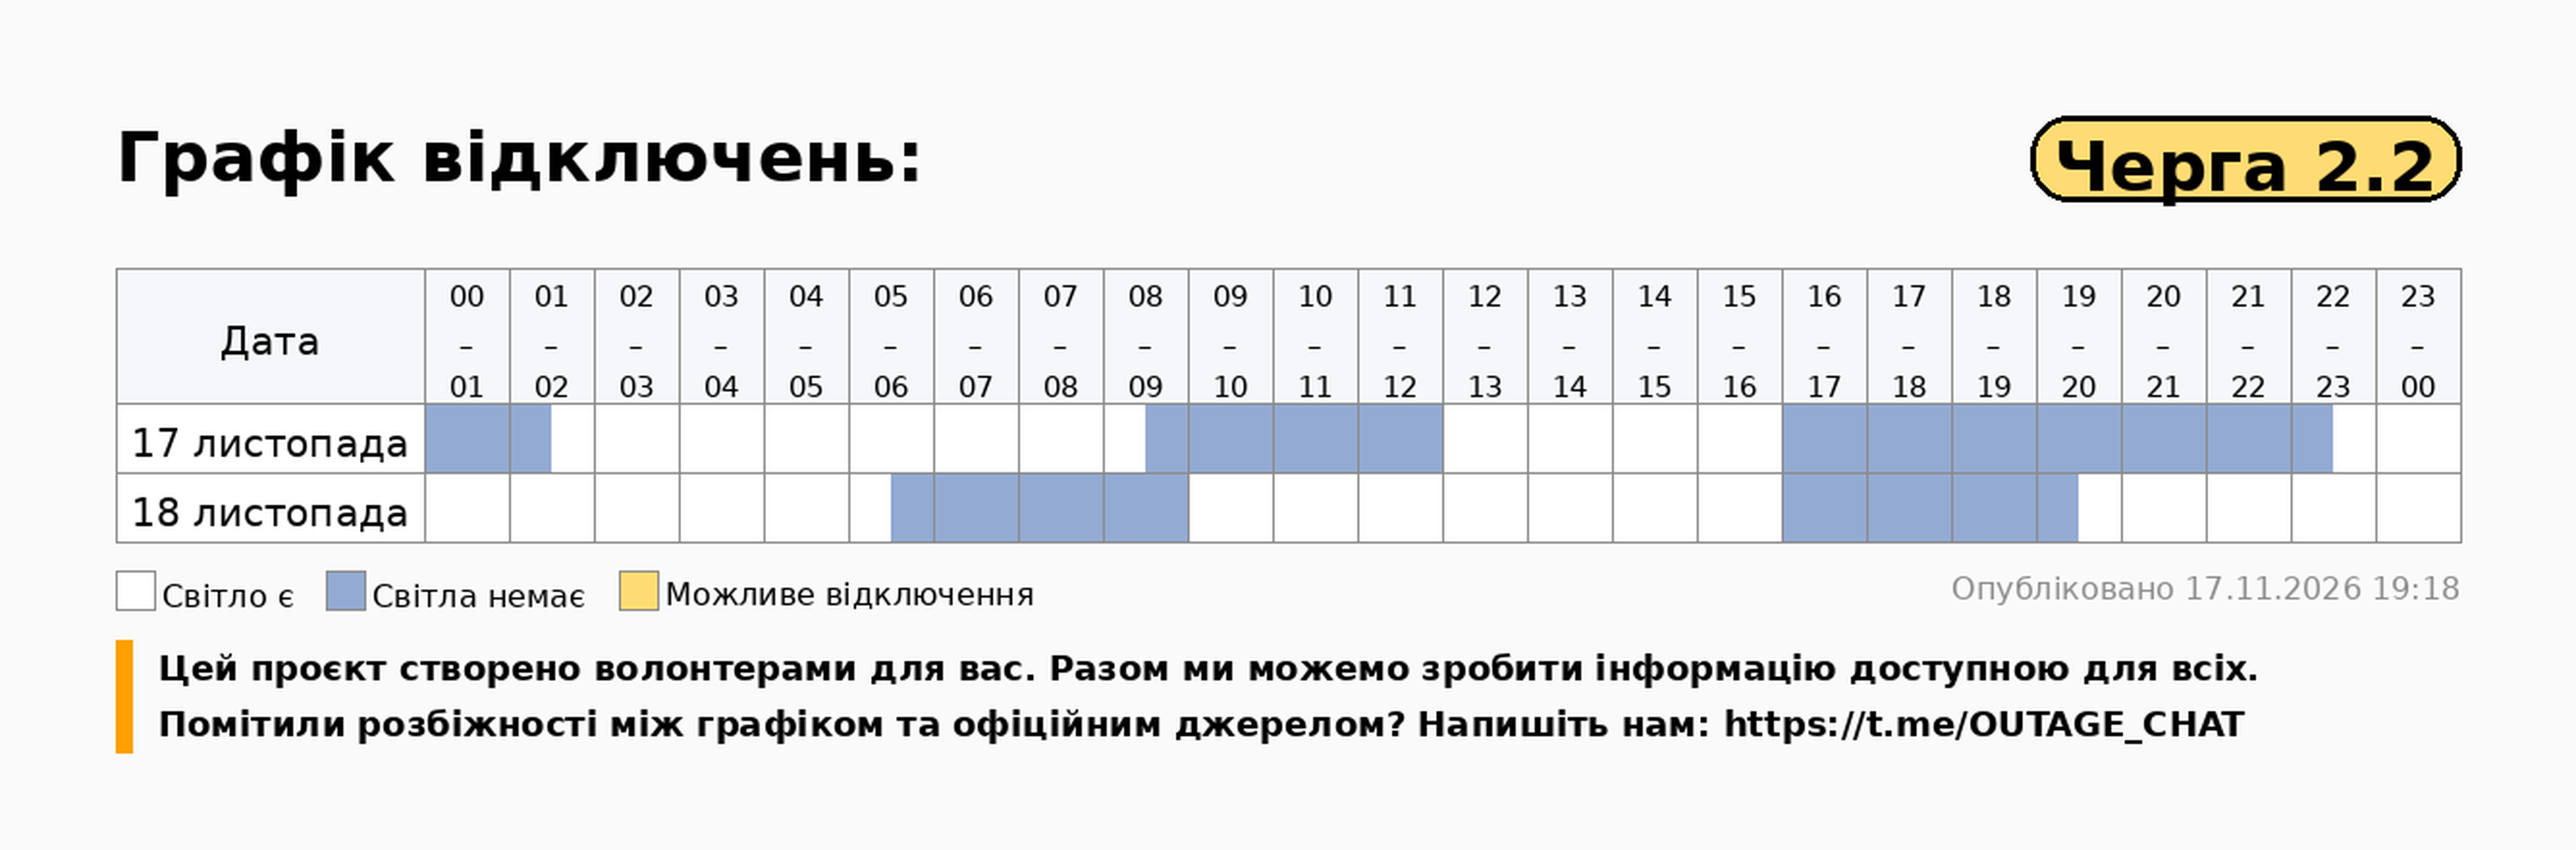 Графік відключень:
Черга 2.2
Дата
00 – 01
01 – 02
02 – 03
03 – 04
04 – 05
05 – 06
06 – 07
07 – 08
08 – 09
09 – 10
10 – 11
11 – 12
12 – 13
13 – 14
14 – 15
15 – 16
16 – 17
17 – 18
18 – 19
19 – 20
20 – 21
21 – 22
22 – 23
23 – 00
17 листопада
18 листопада
Світло є
Світла немає
Можливе відключення
Опубліковано 17.11.2026 19:18
Цей проєкт створено волонтерами для вас. Разом ми можемо зробити інформацію доступною для всіх.
Помітили розбіжності між графіком та офіційним джерелом? Напишіть нам: https://t.me/OUTAGE_CHAT